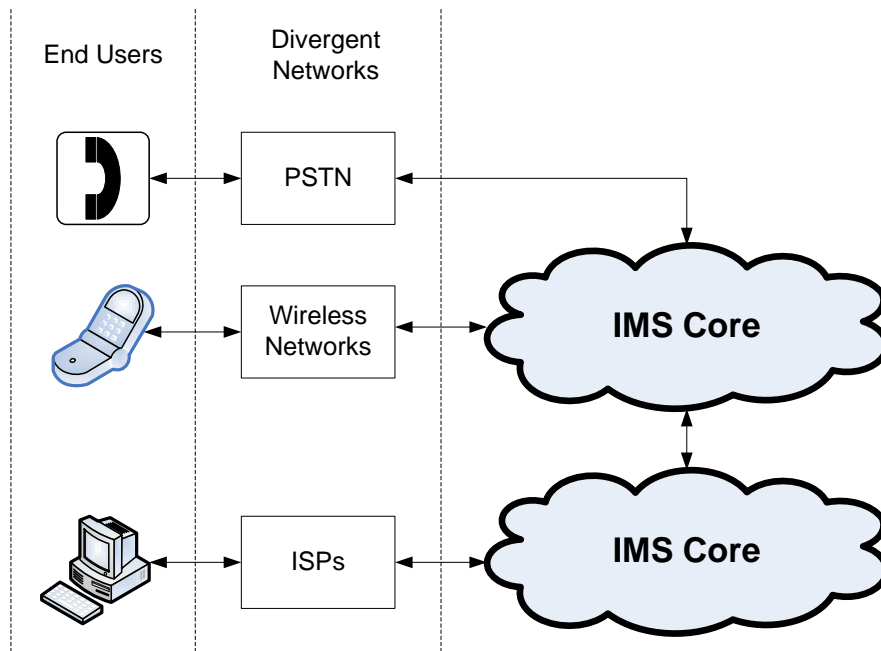 End Users
Divergent
Networks
PSTN
Wireless
Networks
IMS Core
ISPs
IMS Core